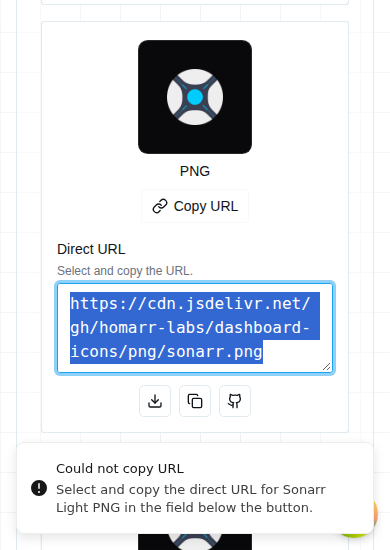 PNG
Copy URL
Direct URL
Select and copy the URL.
https://cdn.jsdelivr.net/
gh/homarr-labs/dashboard-
icons/png/sonarr.png
Could not copy URL
Select and copy the direct URL for Sonarr
Light PNG in the field below the button.